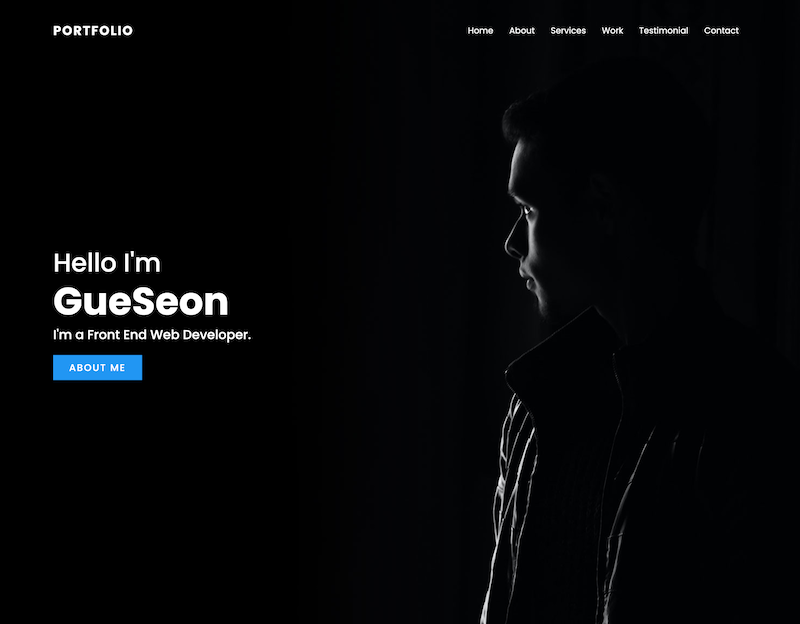 PORTFOLIO
Home About Services Work Testimonial Contact
Hello I'm
GueSeon
I'm a Front End Web Developer.
ABOUT ME